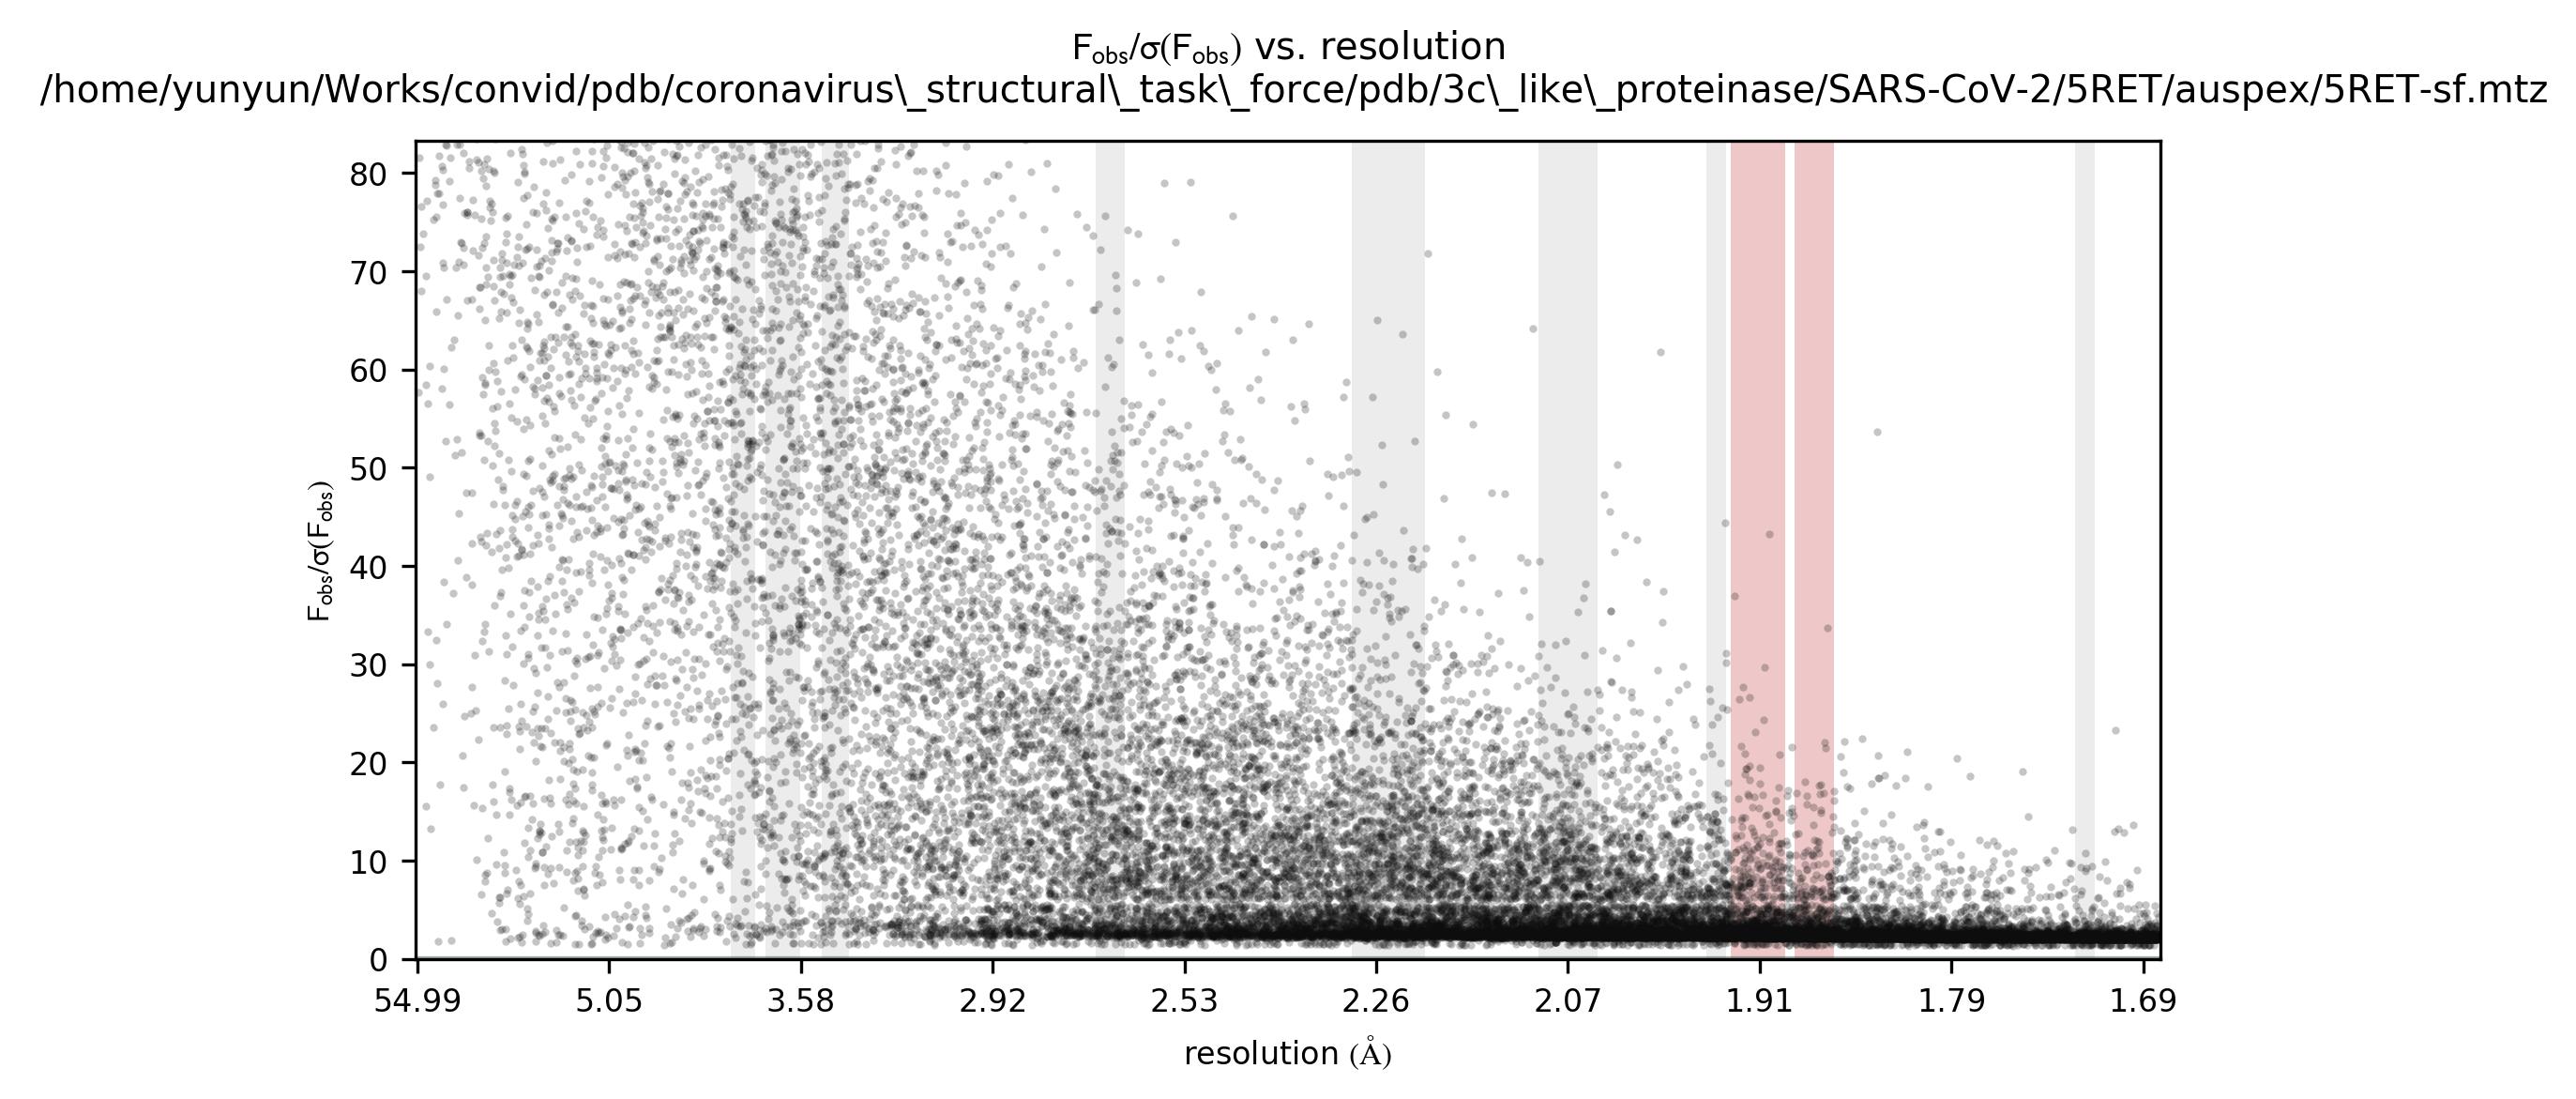 Fobs/σ(Fobs) vs. resolution
/home/yunyun/Works/convid/pdb/coronavirus\_structural\_task\_force/pdb/3c\_like\_proteinase/SARS-CoV-2/5RET/auspex/5RET-sf.mtz
Fobs/σ(Fobs)
80
70
60
50
40
30
20
10
0
54.99 5.05 3.58 2.92 2.53 2.26 2.07 1.91 1.79 1.69
resolution (Å)